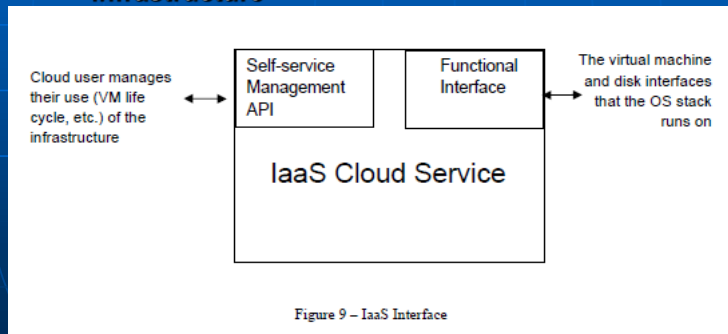 Cloud user manages
their use (VM life
cycle, etc.) of the
infrastructure
Self-service
Management
API
Functional
Interface
The virtual machine
and disk interfaces
that the OS stack
runs on
IaaS Cloud Service
Figure 9 – IaaS Interface